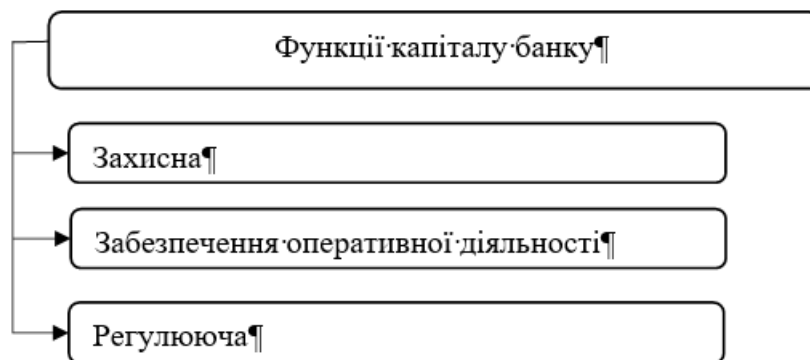 Функції·капіталу·банку¶
Захисна¶
Забезпечення·оперативної·діяльності¶
Регулююча¶